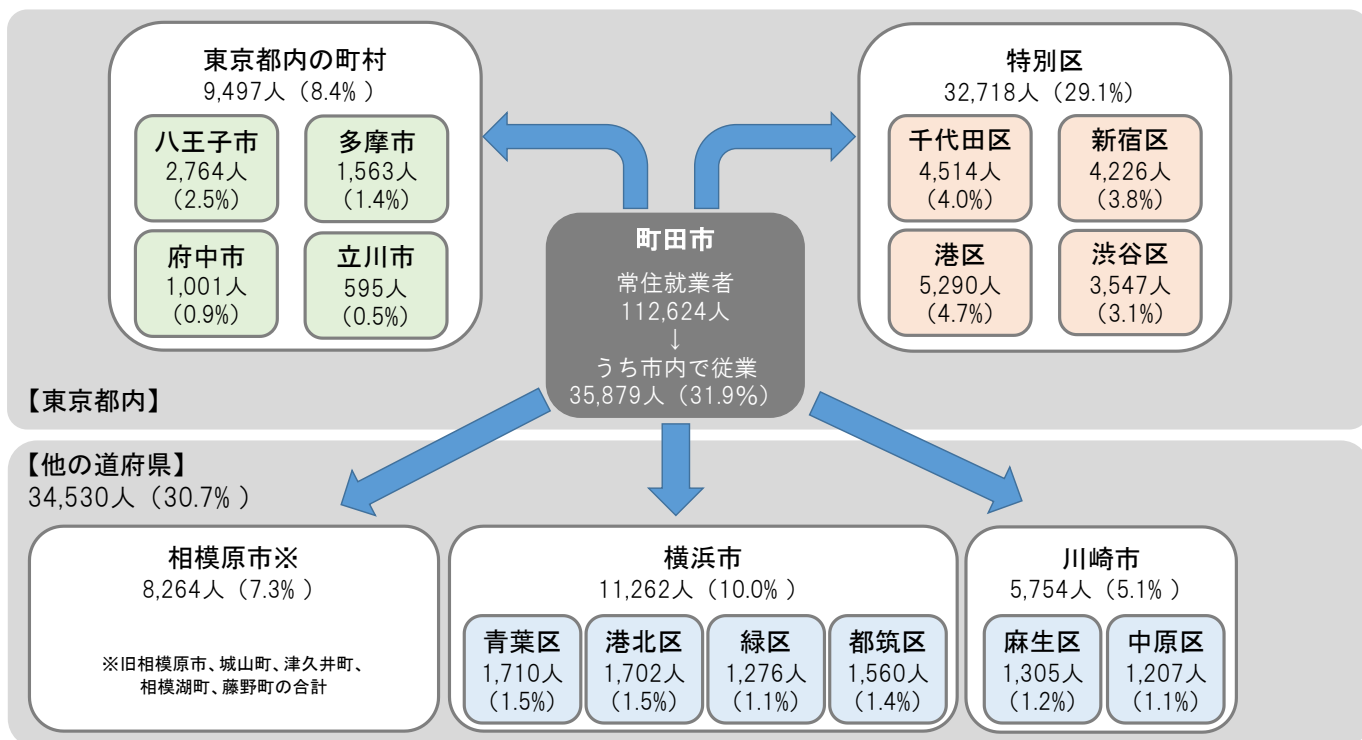 東京都内の町村
9,497人（8.4% ）
八王子市
2,764人
(2.5%)
多摩市
1,563人
(1.4%)
府中市
1,001人
(0.9%)
立川市
595人
(0.5%)
特別区
32,718人（29.1%）
千代田区
4,514人
(4.0%)
新宿区
4,226人
(3.8%)
港区
5,290人
(4.7%)
渋谷区
3,547人
(3.1%)
町田市
常住就業者
112,624人
↓
うち市内で従業
35,879人（31.9%）
【東京都内】
【他の道府県】
34,530人（30.7% ）
相模原市※
8,264人（7.3% ）
※旧相模原市、城山町、津久井町、
相模湖町、藤野町の合計
横浜市
11,262人（10.0% ）
青葉区
1,710人
(1.5%)
港北区
1,702人
(1.5%)
緑区
1,276人
(1.1%)
都筑区
1,560人
(1.4%)
川崎市
5,754人（5.1% ）
麻生区
1,305人
(1.2%)
中原区
1,207人
(1.1%)